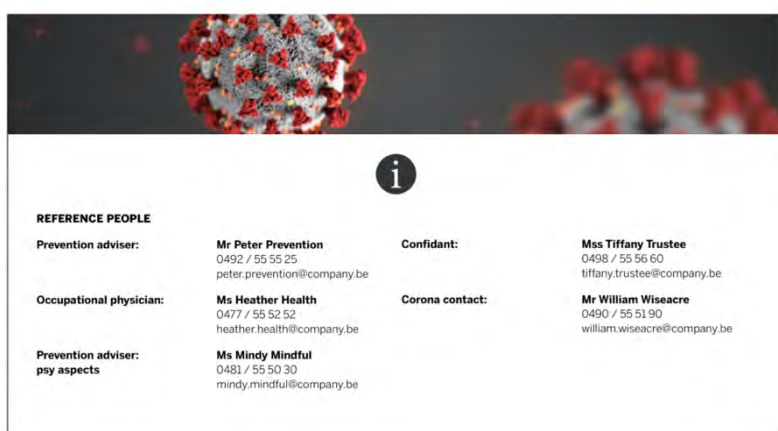 i
REFERENCE PEOPLE
Prevention adviser:
Mr Peter Prevention
0492 / 55 55 25
peter.prevention@company.be
Confidant:
Mss Tiffany Trustee
0498 / 55 56 60
tiffany.trustee@company.be
Occupational physician:
Ms Heather Health
0477 / 55 52 52
heather.health@company.be
Corona contact:
Mr William Wiseacre
0490 / 55 51 90
william.wiseacre@company.be
Prevention adviser:
psy aspects
Ms Mindy Mindful
0481 / 55 50 30
mindy.mindful@company.be